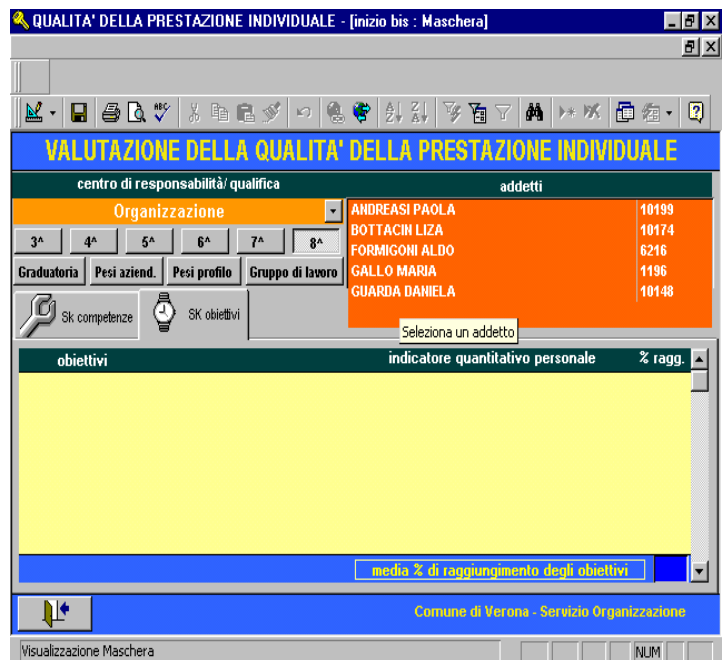 QUALITA' DELLA PRESTAZIONE INDIVIDUALE - [inizio bis : Maschera]
VALUTAZIONE DELLA QUALITA' DELLA PRESTAZIONE INDIVIDUALE
centro di responsabilità/ qualifica
addetti
Organizzazione
3^ 4^ 5^ 6^ 7^ 8^
Graduatoria Pesi aziend. Pesi profilo Gruppo di lavoro
Sk competenze SK obiettivi
ANDREASI PAOLA 10199
BOTTACIN LIZA 10174
FORMIGONI ALDO 6216
GALLO MARIA 1196
GUARDA DANIELA 10148
Seleziona un addetto
obiettivi indicatore quantitativo personale % ragg.
media % di raggiungimento degli obiettivi
Comune di Verona - Servizio Organizzazione
Visualizzazione Maschera NUM